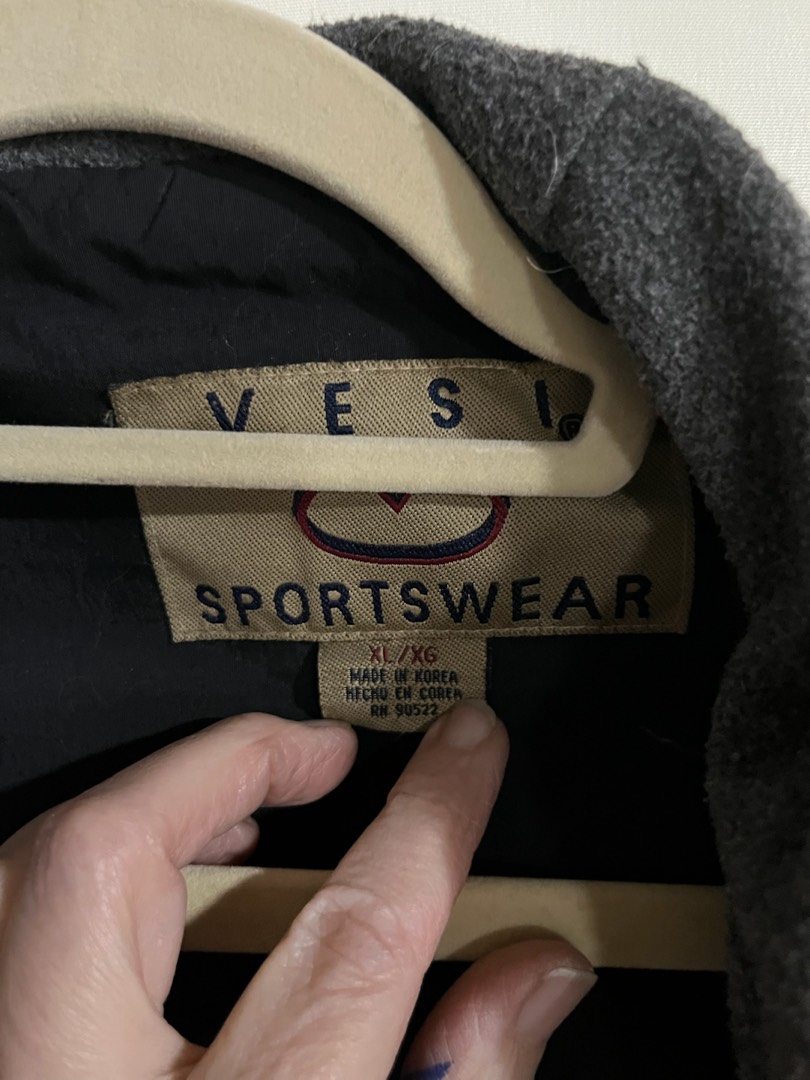 VESI®
SPORTSWEAR
XL/XG
MADE IN KOREA
HECHO EN COREA
RN 90522